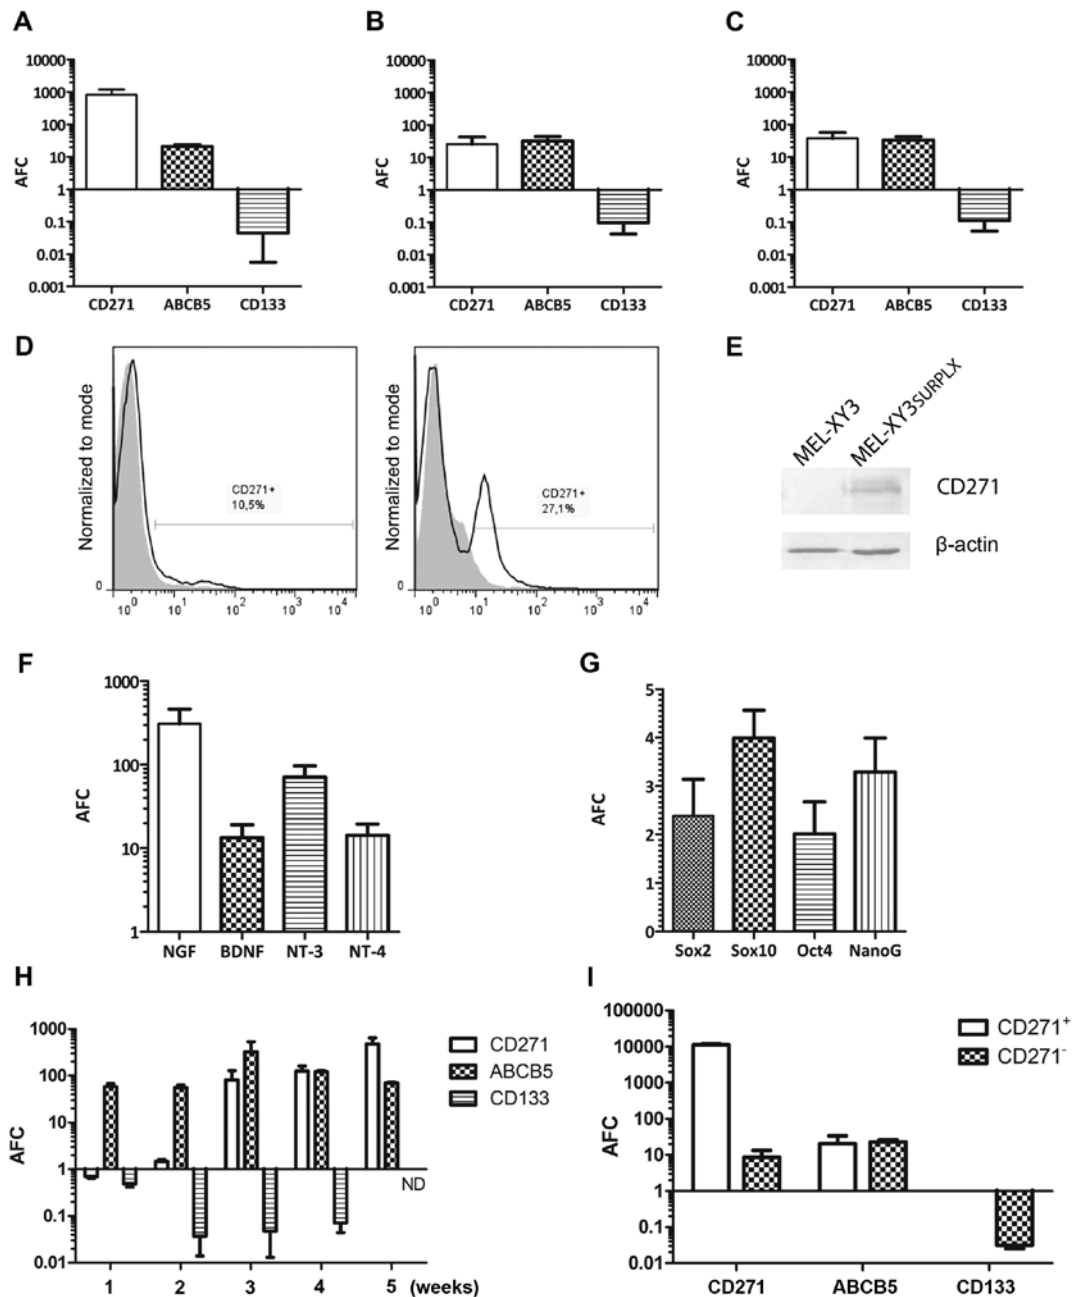 A
B
C
10000
1000
100
10
1
0.1
0.01
0.001
AFC
CD271 ABCB5 CD133
10000
1000
100
10
1
0.1
0.01
0.001
AFC
CD271 ABCB5 CD133
10000
1000
100
10
1
0.1
0.01
0.001
AFC
CD271 ABCB5 CD133
D
Normalized to mode
CD271+
10,5%
0
10^0 10^1 10^2 10^3 10^4
Normalized to mode
CD271+
27,1%
0
10^0 10^1 10^2 10^3 10^4
E
MEL-XY3
MEL-XY3SURPLX
CD271
β-actin
F
1000
100
10
1
AFC
NGF BDNF NT-3 NT-4
G
5
4
3
2
1
0
AFC
Sox2 Sox10 Oct4 NanoG
H
1000
100
10
1
0.1
0.01
AFC
CD271
ABCB5
CD133
ND
1 2 3 4 5 (weeks)
I
100000
10000
1000
100
10
1
0.1
0.01
AFC
CD271+
CD271-
CD271 ABCB5 CD133